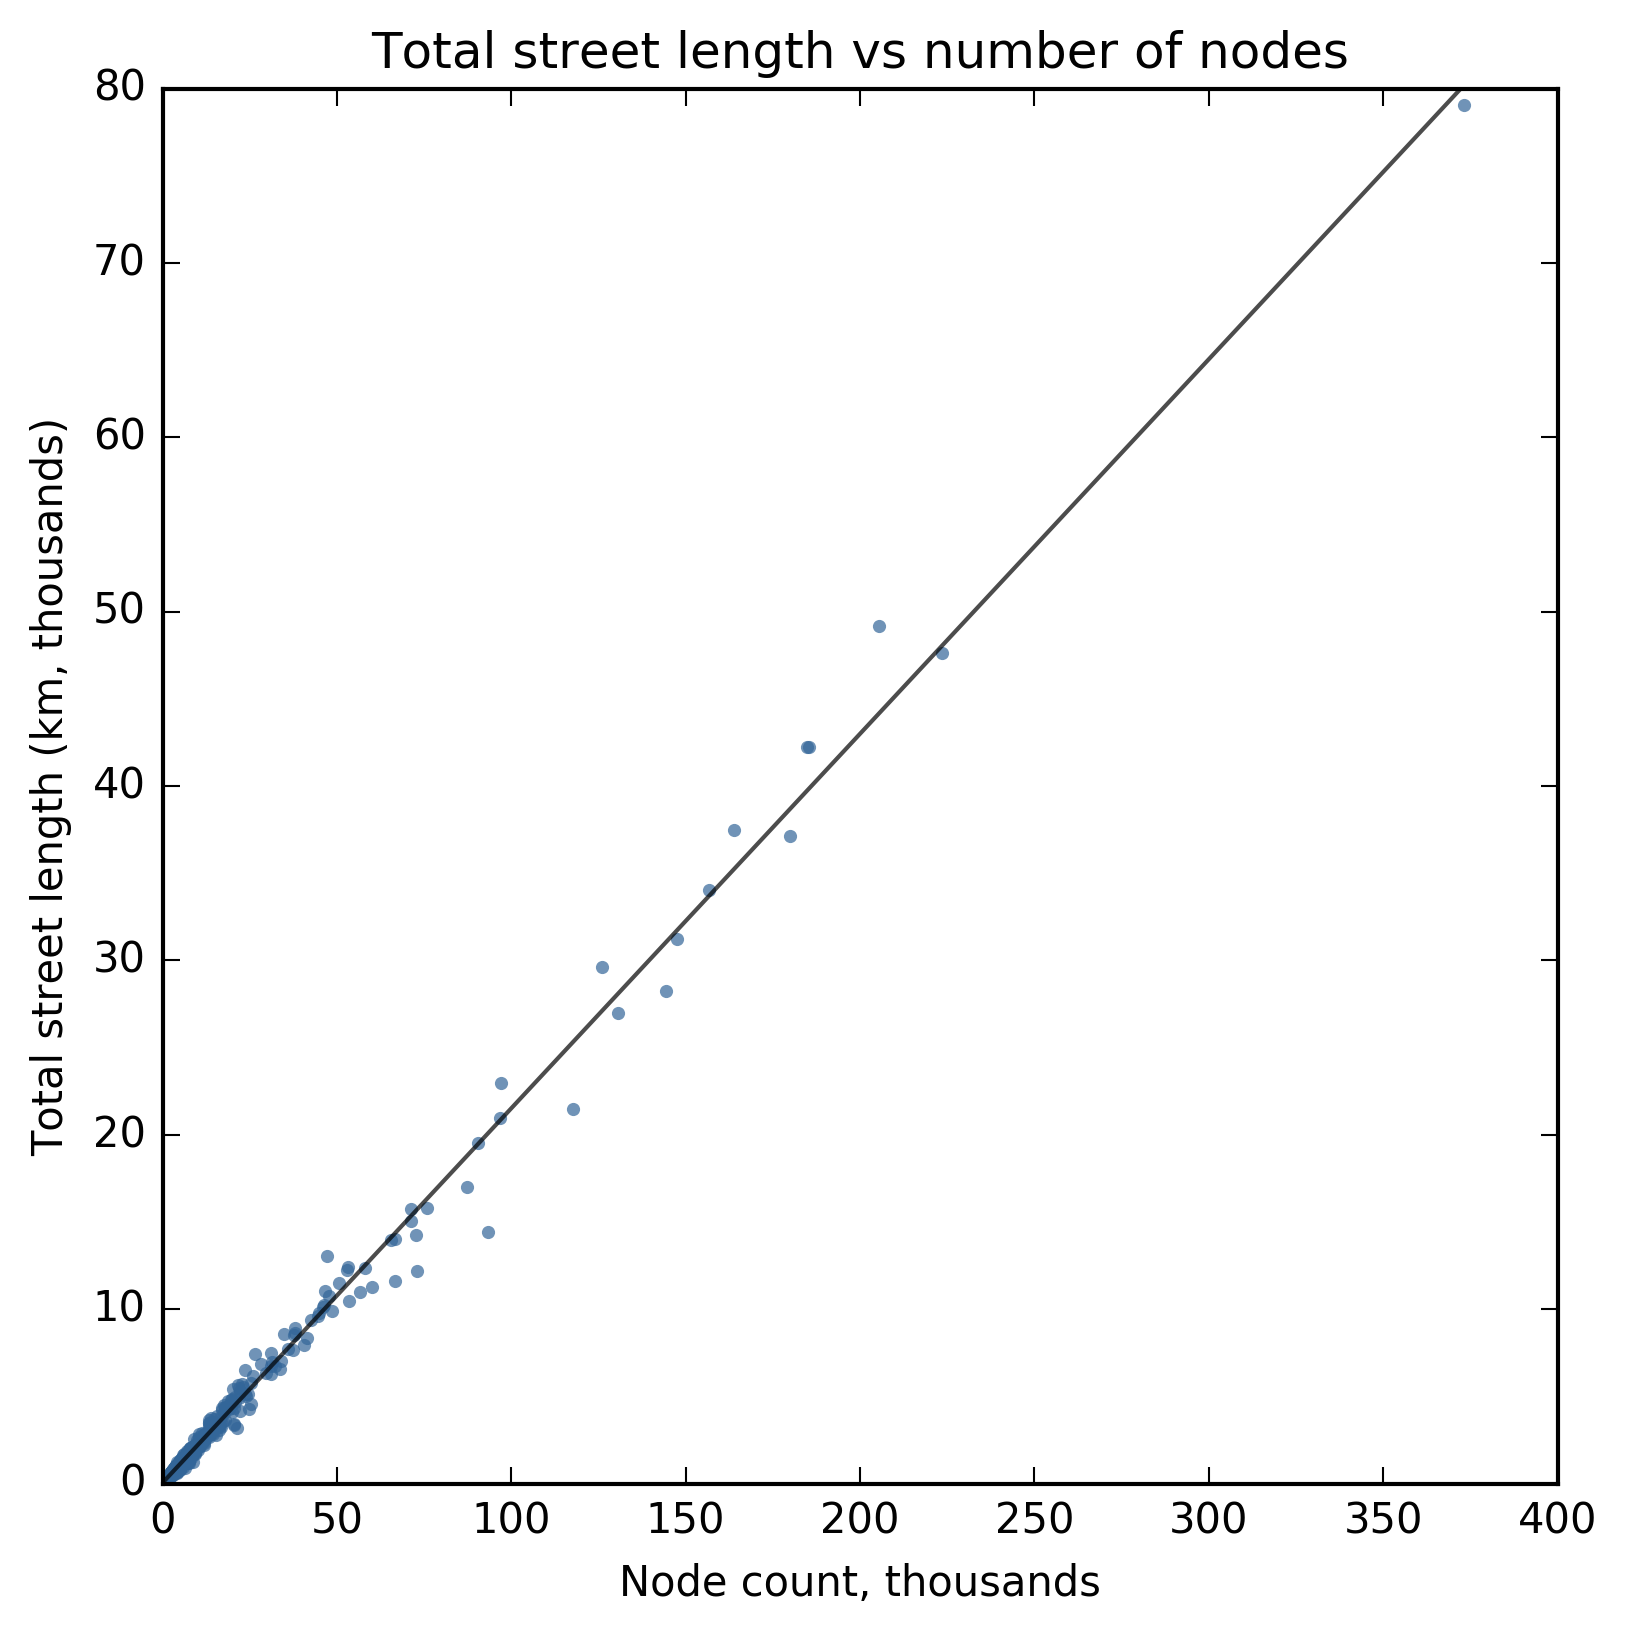 Total street length vs number of nodes
80
70
60
50
40
30
20
10
0
Total street length (km, thousands)
0 50 100 150 200 250 300 350 400
Node count, thousands